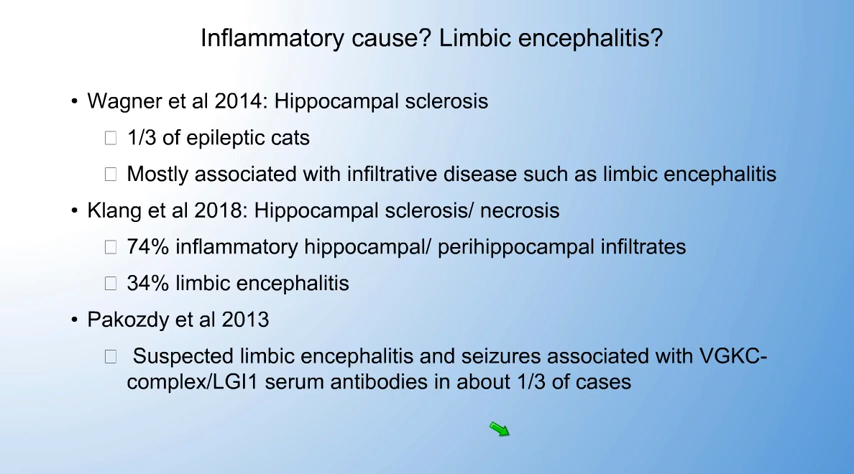 Inflammatory cause? Limbic encephalitis?
• Wagner et al 2014: Hippocampal sclerosis
□ 1/3 of epileptic cats
□ Mostly associated with infiltrative disease such as limbic encephalitis
• Klang et al 2018: Hippocampal sclerosis/ necrosis
□ 74% inflammatory hippocampal/ perihippocampal infiltrates
□ 34% limbic encephalitis
• Pakozdy et al 2013
□ Suspected limbic encephalitis and seizures associated with VGKC-
complex/LGI1 serum antibodies in about 1/3 of cases